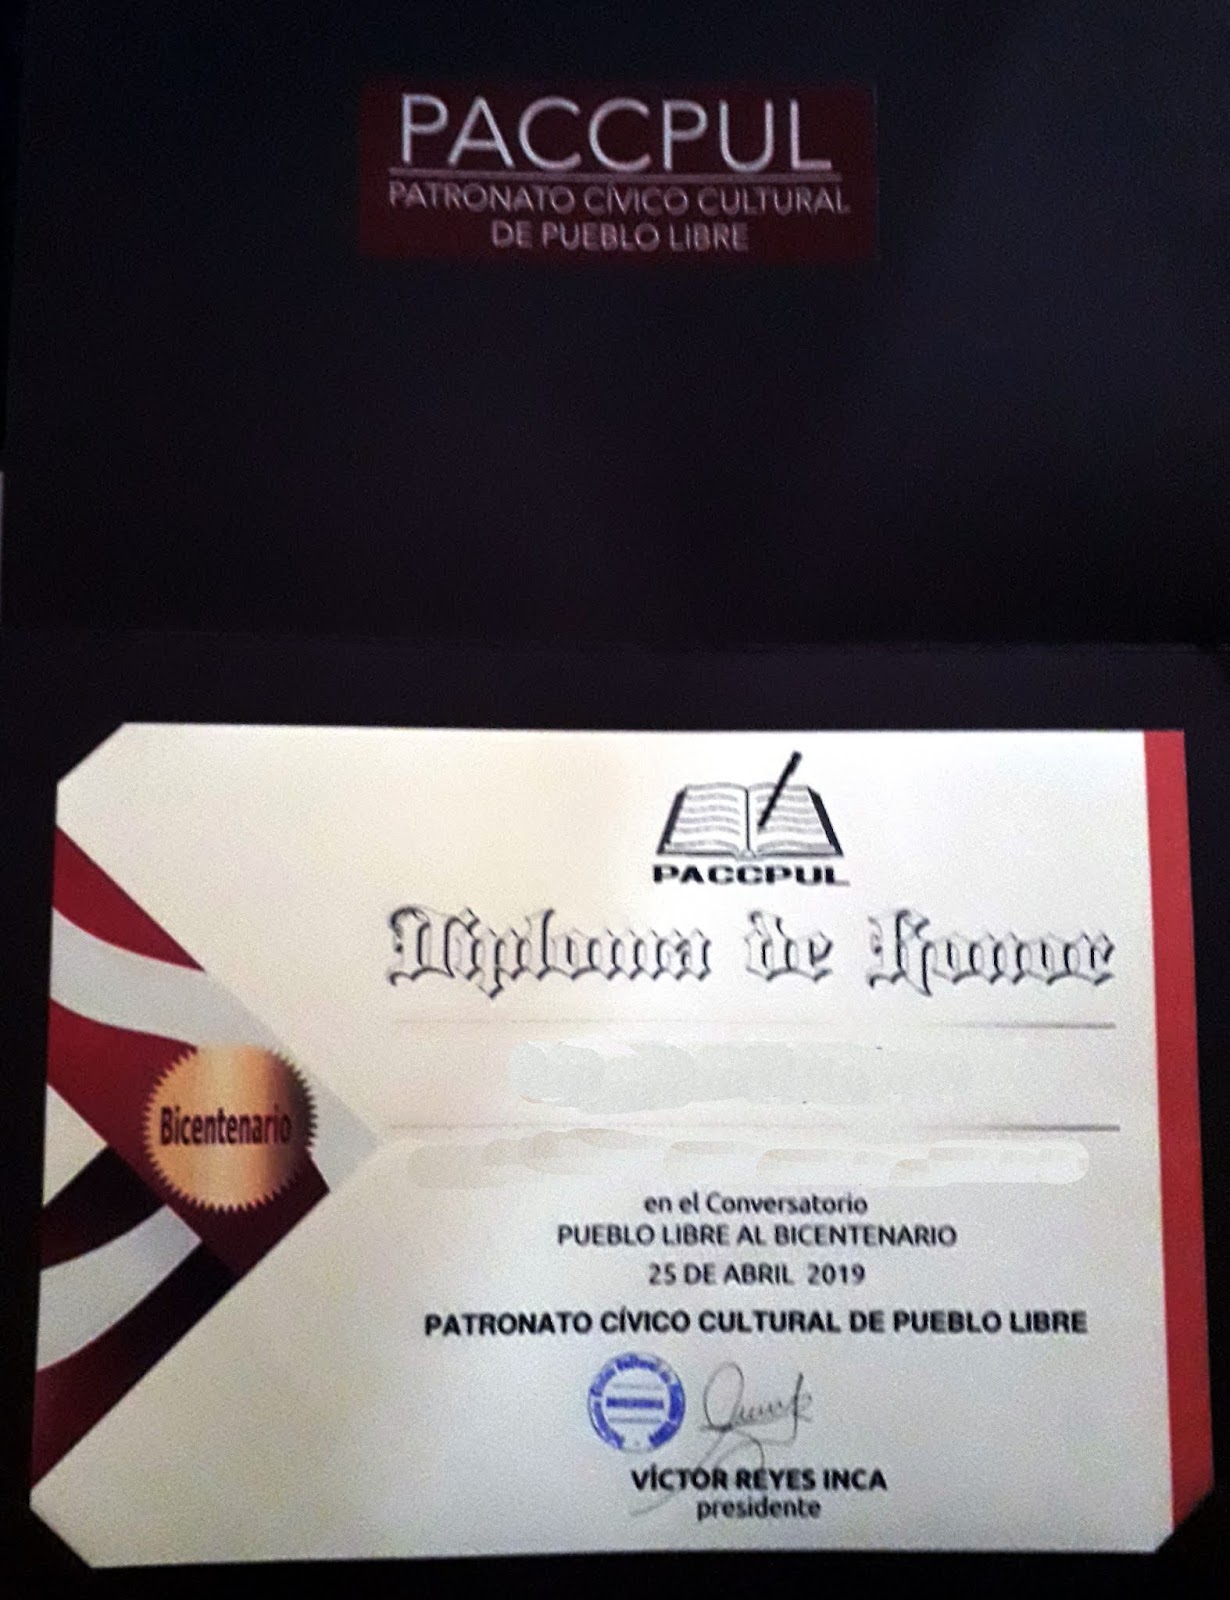 PACCPUL
PATRONATO CÍVICO CULTURAL
DE PUEBLO LIBRE
PACCPUL
Diploma de Honor
Bicentenario
en el Conversatorio
PUEBLO LIBRE AL BICENTENARIO
25 DE ABRIL 2019
PATRONATO CÍVICO CULTURAL DE PUEBLO LIBRE
VÍCTOR REYES INCA
presidente